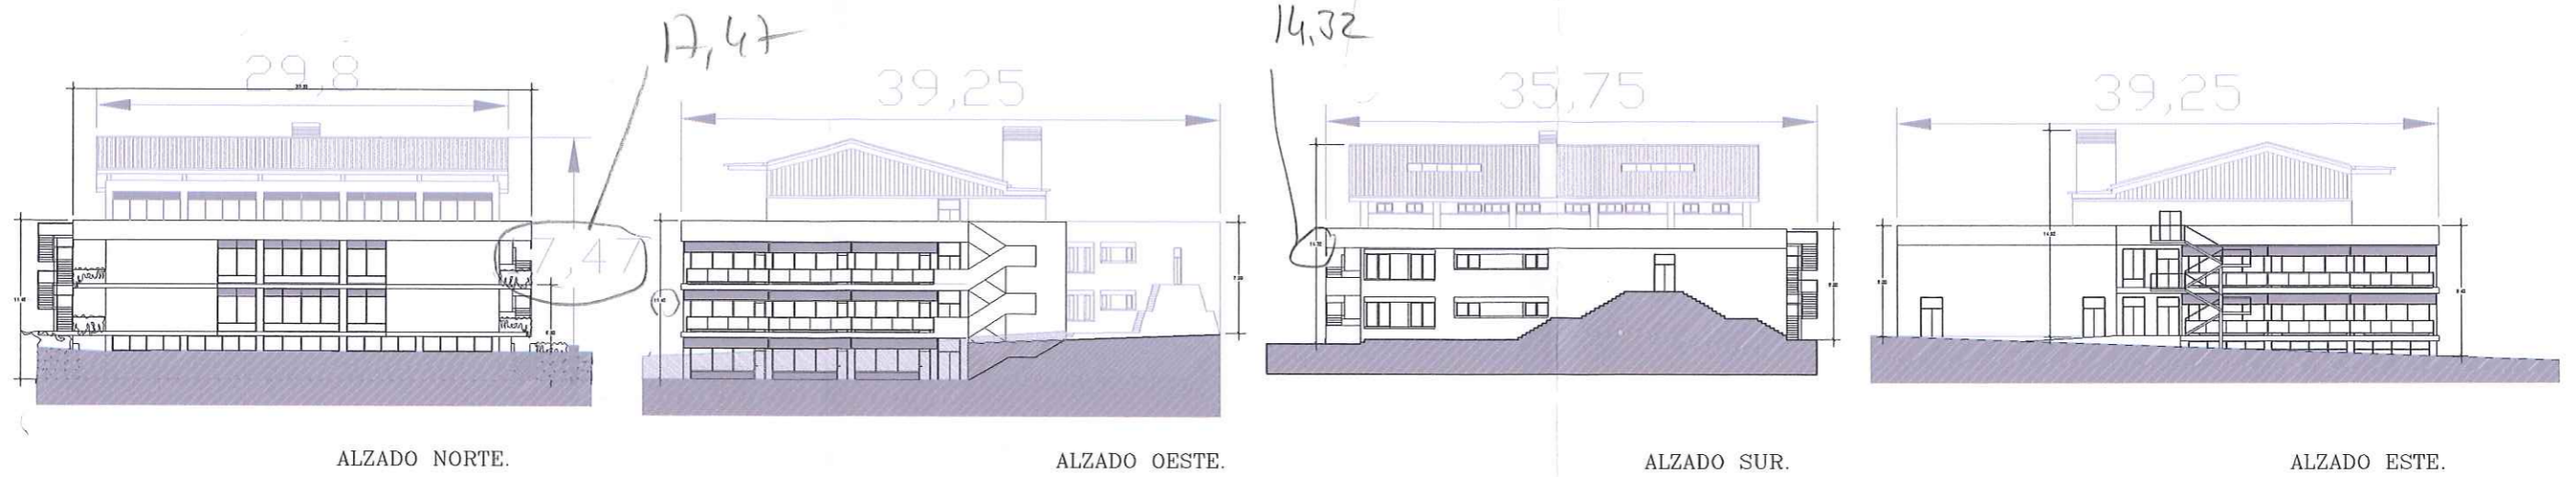 17,47
14,32
29,8
39,25
35,75
39,25
7,47
ALZADO NORTE.
ALZADO OESTE.
ALZADO SUR.
ALZADO ESTE.